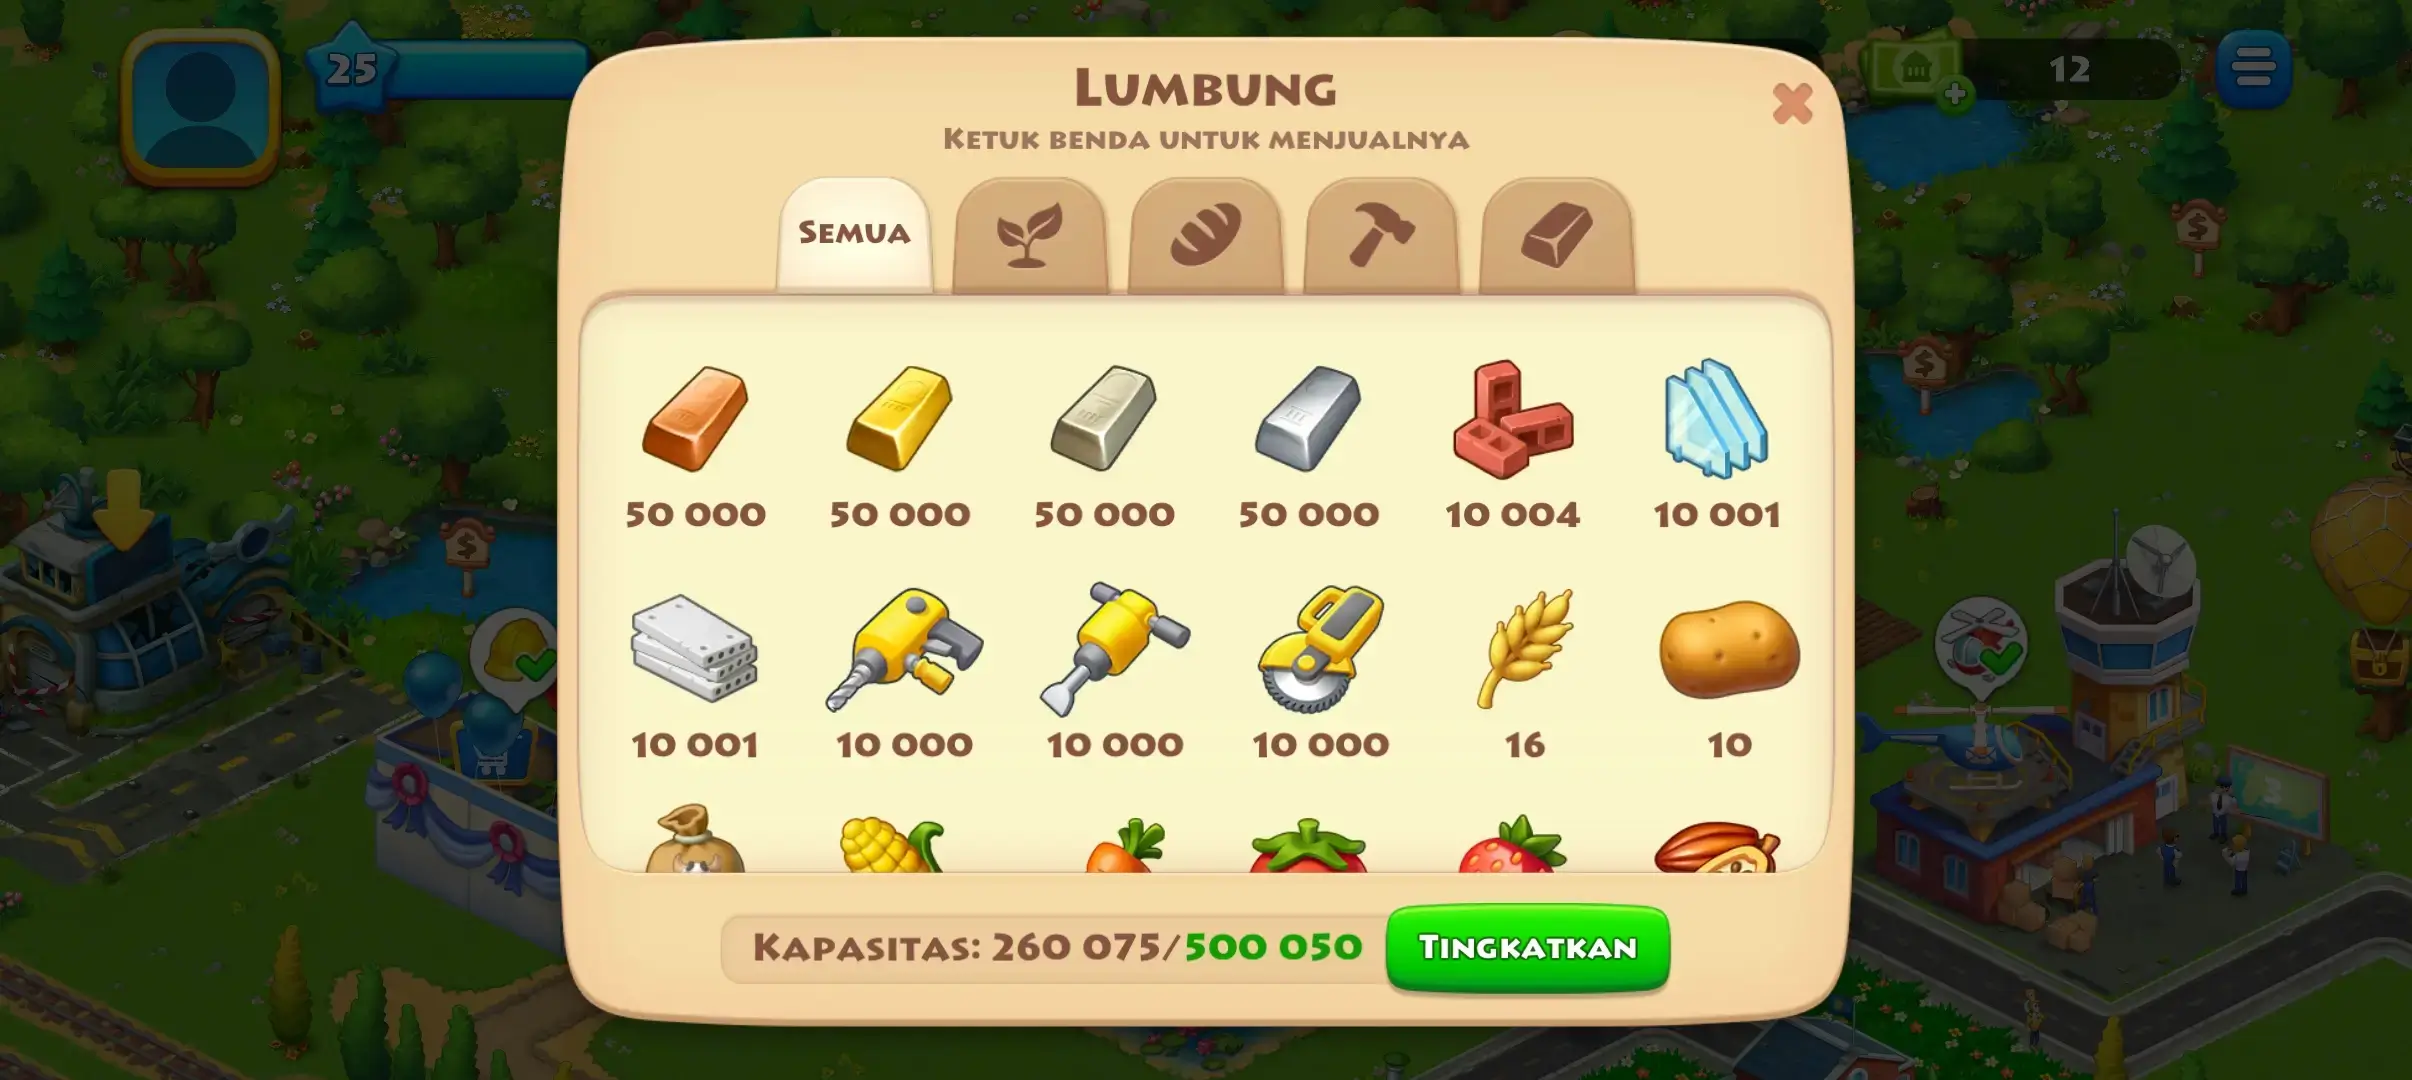 25
12
LUMBUNG
KETUK BENDA UNTUK MENJUALNYA
SEMUA
50 000 50 000 50 000 50 000 10 004 10 001
10 001 10 000 10 000 10 000 16 10
KAPASITAS: 260 075/500 050
TINGKATKAN